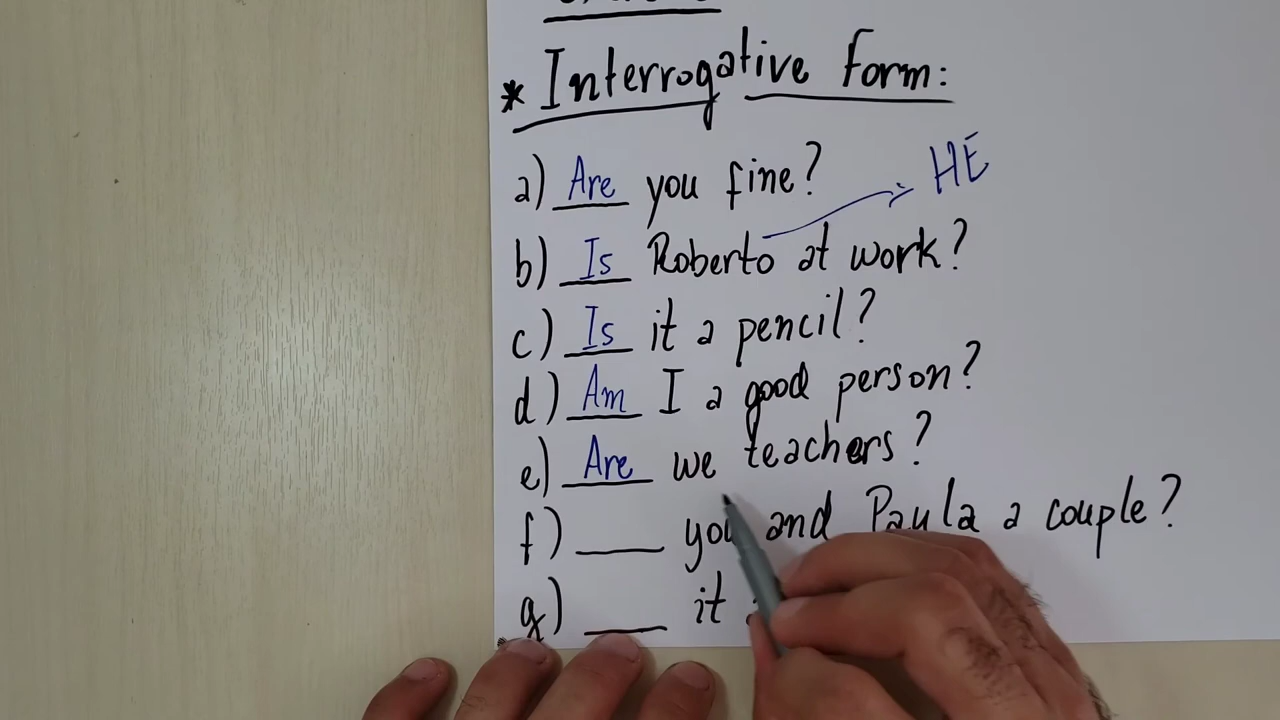 * Interrogative form:
a) Are you fine?
HE
b) Is Roberto at work?
c) Is it a pencil?
d) Am I a good person?
e) Are we teachers?
f) ___ you and Paula a couple?
g) ___ it